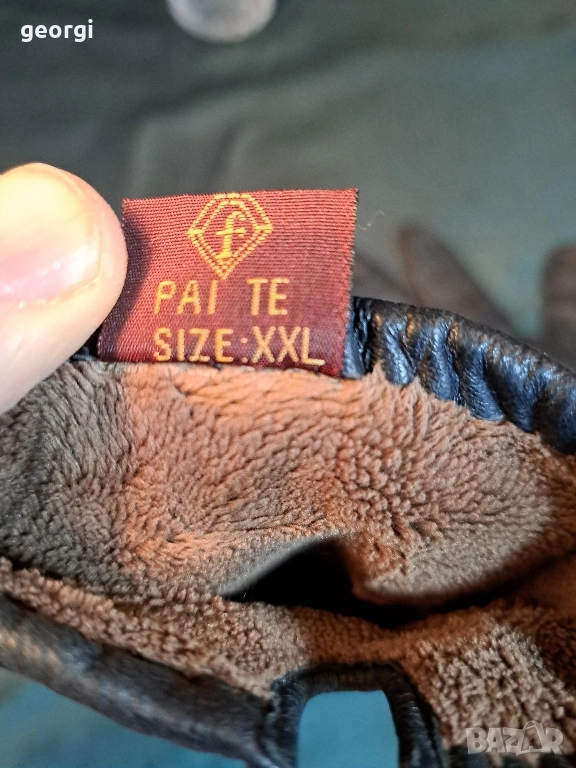 georgi
f
PAI TE
SIZE:XXL
BAZAR